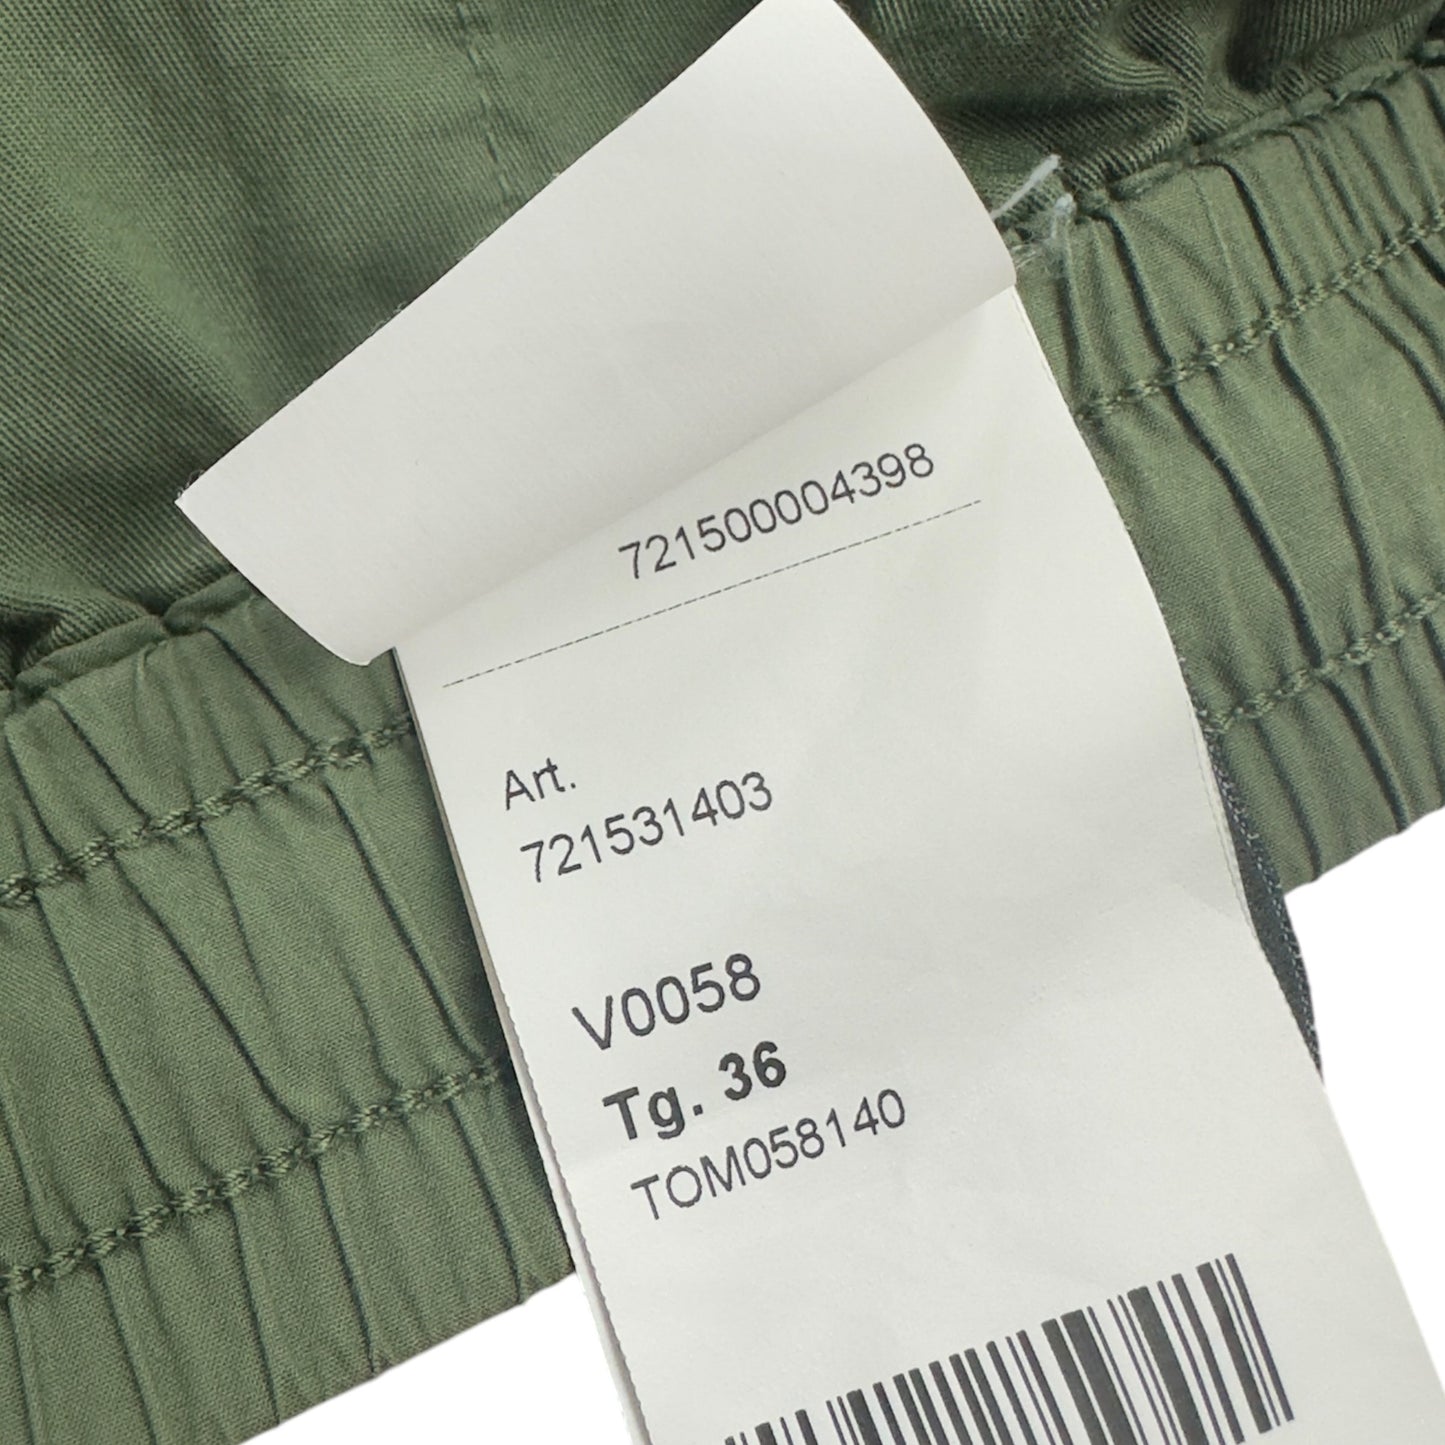 721500004398
Art.
721531403
V0058
Tg. 36
TOM058140